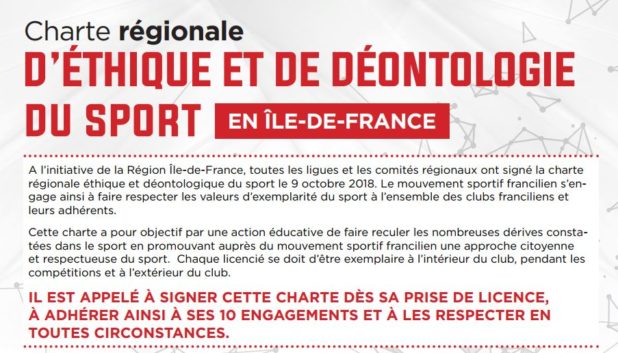 Charte régionale
D'ÉTHIQUE ET DE DÉONTOLOGIE
DU SPORT EN ÎLE-DE-FRANCE
A l'initiative de la Région Île-de-France, toutes les ligues et les comités régionaux ont signé la charte
régionale éthique et déontologique du sport le 9 octobre 2018. Le mouvement sportif francilien s'en-
gage ainsi à faire respecter les valeurs d'exemplarité du sport à l'ensemble des clubs franciliens et
leurs adhérents.
Cette charte a pour objectif par une action éducative de faire reculer les nombreuses dérives consta-
tées dans le sport en promouvant auprès du mouvement sportif francilien une approche citoyenne
et respectueuse du sport. Chaque licencié se doit d'être exemplaire à l'intérieur du club, pendant les
compétitions et à l'extérieur du club.
IL EST APPELÉ À SIGNER CETTE CHARTE DÈS SA PRISE DE LICENCE,
À ADHÉRER AINSI À SES 10 ENGAGEMENTS ET À LES RESPECTER EN
TOUTES CIRCONSTANCES.